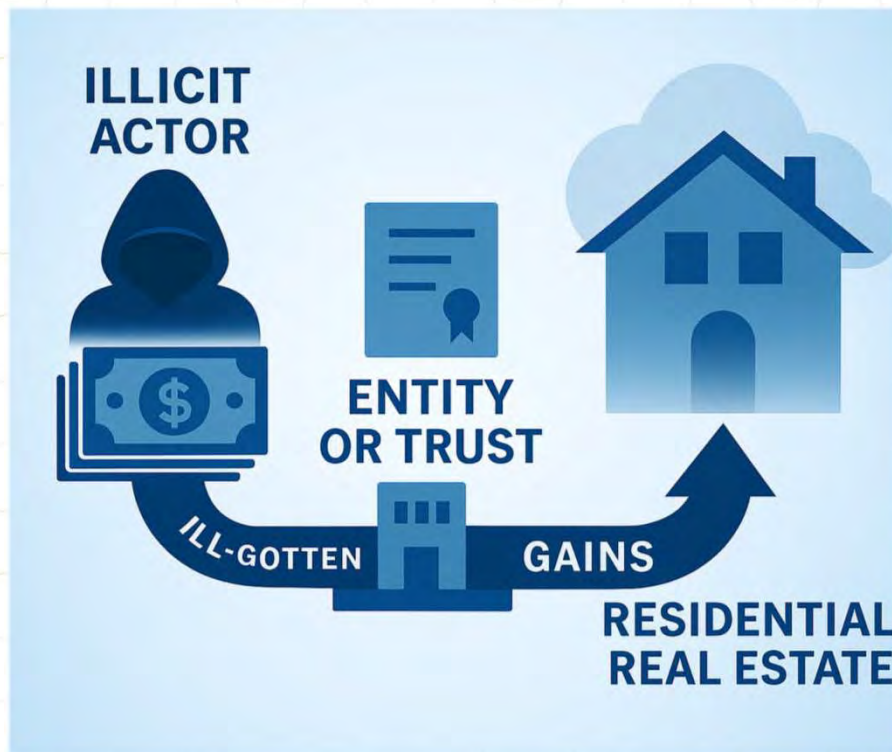 ILLICIT
ACTOR
$
ENTITY
OR TRUST
ILL-GOTTEN
GAINS
RESIDENTIAL
REAL ESTATE